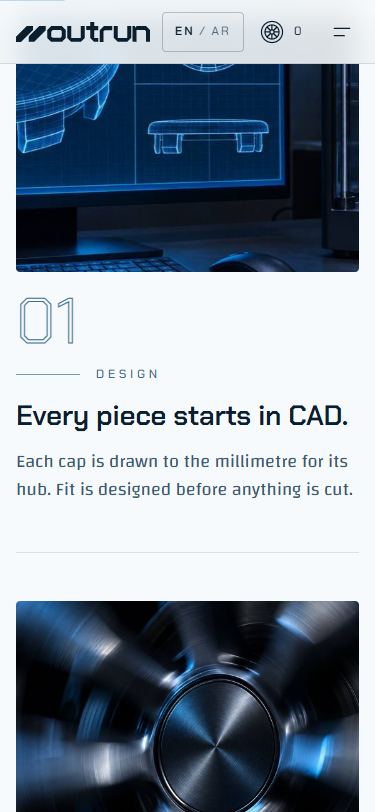 outrun
EN / AR
0
01
DESIGN
Every piece starts in CAD.
Each cap is drawn to the millimetre for its
hub. Fit is designed before anything is cut.